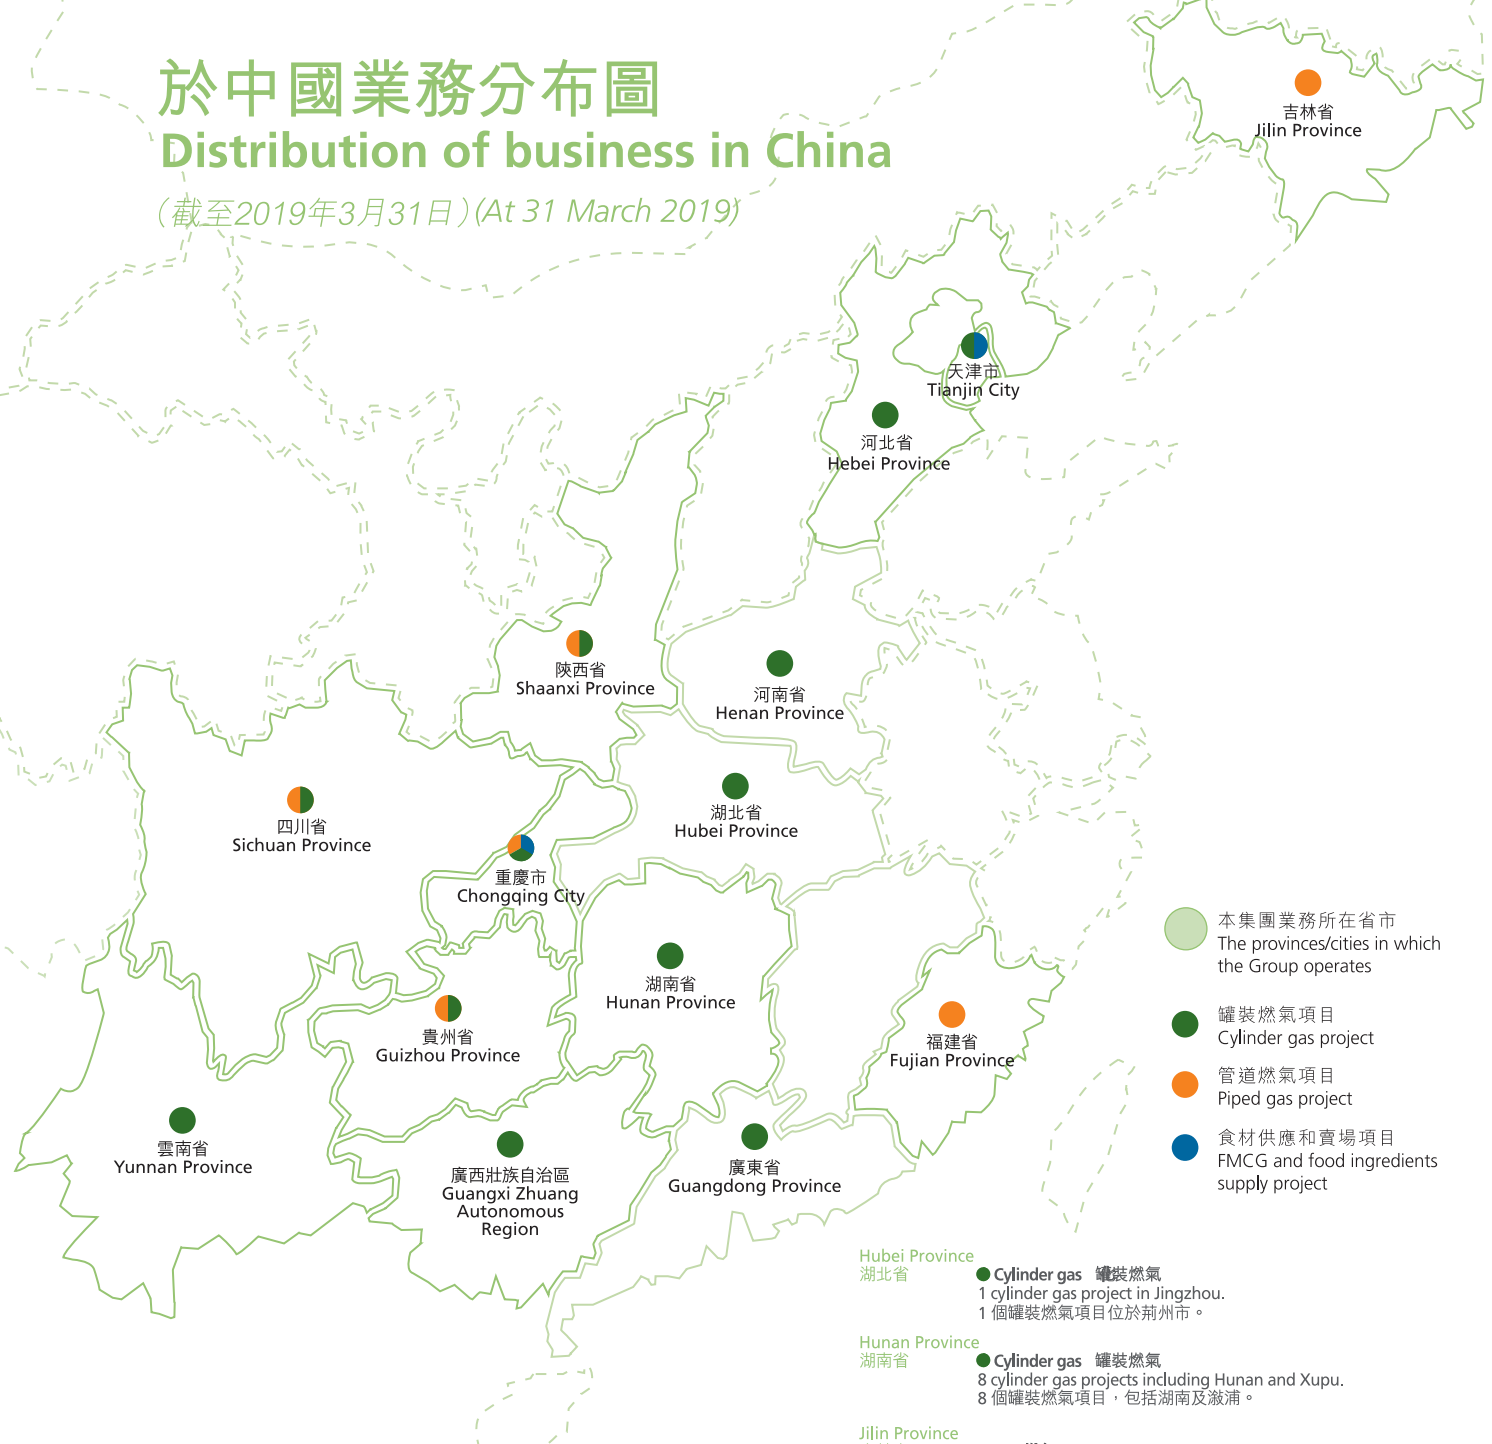 於中國業務分布圖
Distribution of business in China
(截至2019年3月31日)(At 31 March 2019)
吉林省
Jilin Province
天津市
Tianjin City
河北省
Hebei Province
陝西省
Shaanxi Province
河南省
Henan Province
四川省
Sichuan Province
湖北省
Hubei Province
重慶市
Chongqing City
湖南省
Hunan Province
貴州省
Guizhou Province
福建省
Fujian Province
雲南省
Yunnan Province
廣西壯族自治區
Guangxi Zhuang
Autonomous
Region
廣東省
Guangdong Province
本集團業務所在省市
The provinces/cities in which
the Group operates
罐裝燃氣項目
Cylinder gas project
管道燃氣項目
Piped gas project
食材供應和賣場項目
FMCG and food ingredients
supply project
Hubei Province
湖北省
Cylinder gas 罐裝燃氣
1 cylinder gas project in Jingzhou.
1 個罐裝燃氣項目位於荊州市。
Hunan Province
湖南省
Cylinder gas 罐裝燃氣
8 cylinder gas projects including Hunan and Xupu.
8 個罐裝燃氣項目，包括湖南及溆浦。
Jilin Province